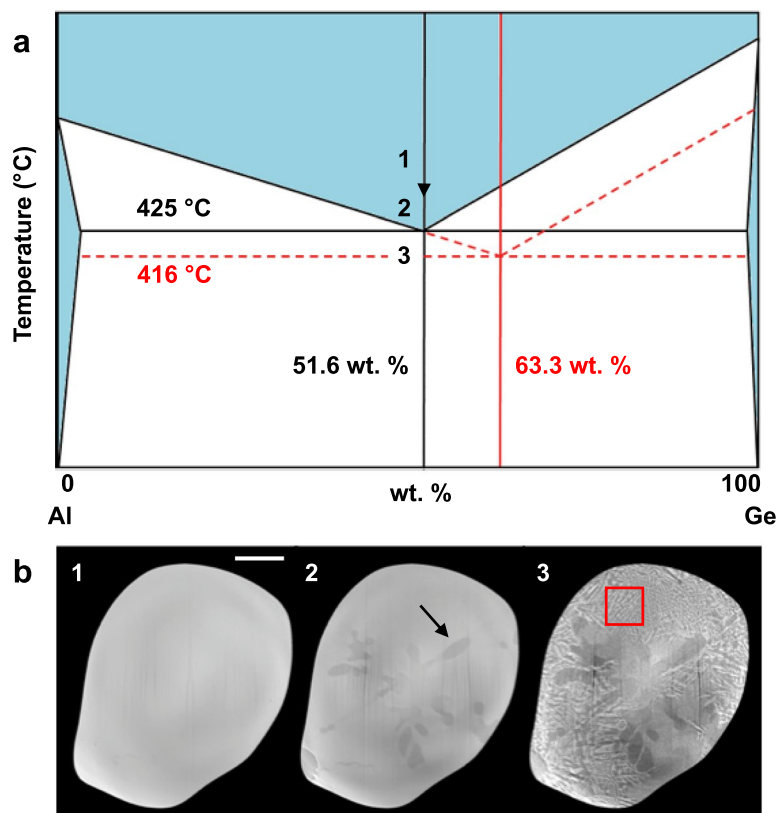 a
Temperature (°C)
1
2
425 °C
3
416 °C
51.6 wt. %
63.3 wt. %
0
wt. %
100
Al
Ge
b
1
2
3